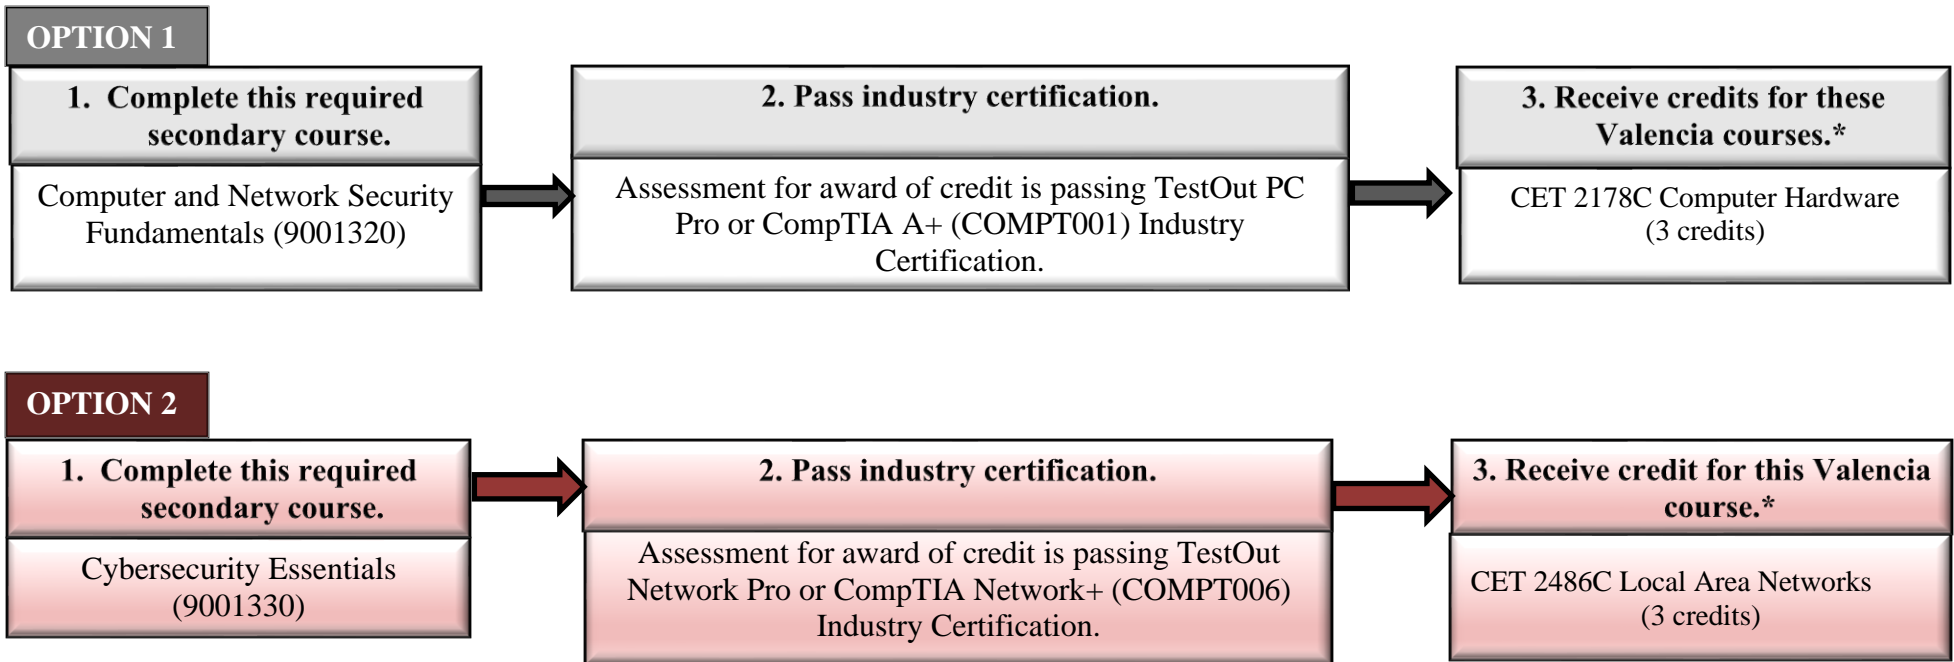 OPTION 1
1. Complete this required
secondary course.
2. Pass industry certification.
3. Receive credits for these
Valencia courses.*
Computer and Network Security
Fundamentals (9001320)
Assessment for award of credit is passing TestOut PC
Pro or CompTIA A+ (COMPT001) Industry
Certification.
CET 2178C Computer Hardware
(3 credits)
OPTION 2
1. Complete this required
secondary course.
2. Pass industry certification.
3. Receive credit for this Valencia
course.*
Cybersecurity Essentials
(9001330)
Assessment for award of credit is passing TestOut
Network Pro or CompTIA Network+ (COMPT006)
Industry Certification.
CET 2486C Local Area Networks
(3 credits)